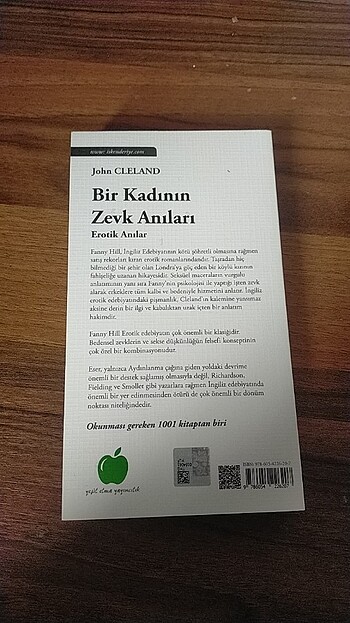 www. iskenderiye.com
John CLELAND
Bir Kadının
Zevk Anıları
Erotik Anılar
Fanny Hill, İngiliz Edebiyatının kötü şöhretli olmasına rağmen
satış rekorları kıran erotik romanlarındandır. Taşradan hiç
bilmediği bir şehir olan Londra'ya göç eden bir köylü kızının
fahişeliğe uzanan hikayesidir. Seksüel maceraların vurgulu
anlatımının yanı sıra Fanny'nin psikolojisi ile yaptığı işten zevk
alarak erkeklere tüm kalbi ve bedeniyle hizmetini anlatır. İngiliz
erotik edebiyatındaki pişmanlık, Cleland'ın kalemine yansımaz
aksine derin bir ilgi ve kabalıktan uzak içten bir anlatım
hakimdir.
Fanny Hill Erotik edebiyatın çok önemli bir klasiğidir.
Bedensel zevklerin ve sekse düşkünlüğün felsefi konseptinin
çok özel bir kombinasyonudur.
Eser, yalnızca Aydınlanma çağına giden yoldaki devrime
önemli bir destek sağlamış olmasıyla değil, Richardson,
Fielding ve Smollet gibi yazarlara rağmen İngiliz edebiyatında
önemli bir yer edinmesinden ötürü de çok önemli bir dönüm
noktası niteliğindedir.
Okunması gereken 1001 kitaptan biri
yeşil elma yayıncılık